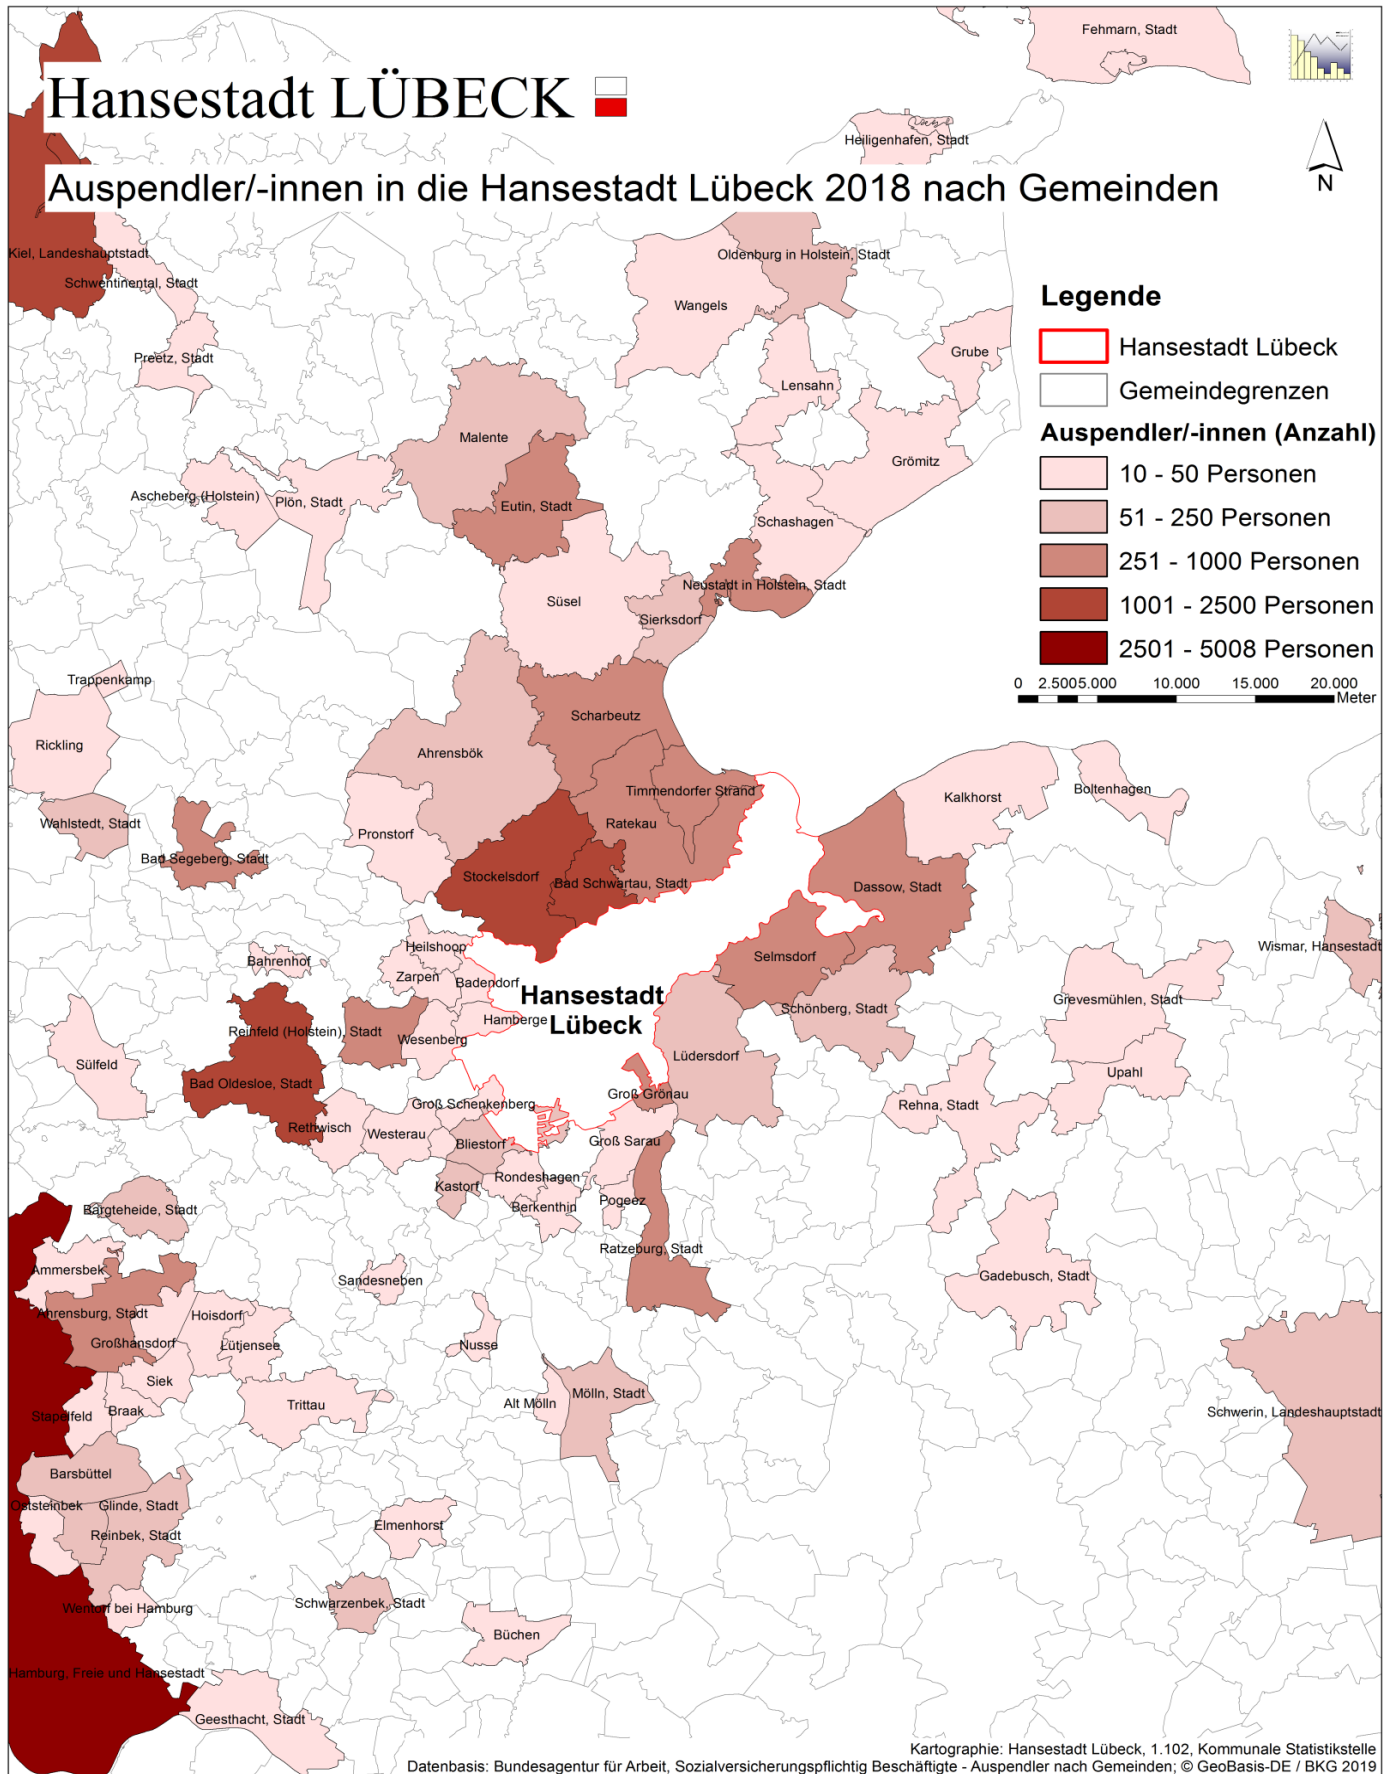 Fehmarn, Stadt
Hansestadt LÜBECK
Heiligenhafen, Stadt
N
Auspendler/-innen in die Hansestadt Lübeck 2018 nach Gemeinden
Kiel, Landeshauptstadt
Oldenburg in Holstein, Stadt
Schwentinental, Stadt
Wangels
Legende
Hansestadt Lübeck
Gemeindegrenzen
Auspendler/-innen (Anzahl)
10 - 50 Personen
51 - 250 Personen
251 - 1000 Personen
1001 - 2500 Personen
2501 - 5008 Personen
0 2.500 5.000 10.000 15.000 20.000
Meter
Preetz, Stadt
Grube
Lensahn
Malente
Grömitz
Ascheberg (Holstein)
Plön, Stadt
Eutin, Stadt
Schashagen
Neustadt in Holstein, Stadt
Süsel
Sierksdorf
Trappenkamp
Scharbeutz
Rickling
Ahrensbök
Timmendorfer Strand
Boltenhagen
Kalkhorst
Wahlstedt, Stadt
Ratekau
Pronstorf
Bad Segeberg, Stadt
Stockelsdorf
Bad Schwartau, Stadt
Dassow, Stadt
Heilshoop
Wismar, Hansestadt
Bahrenhof
Selmsdorf
Zarpen
Badendorf
Hansestadt
Lübeck
Grevesmühlen, Stadt
Schönberg, Stadt
Hamberge
Reinfeld (Holstein), Stadt
Wesenberg
Lüdersdorf
Sülfeld
Upahl
Bad Oldesloe, Stadt
Groß Grönau
Groß Schenkenberg
Rehna, Stadt
Rethwisch
Westerau
Bliestorf
Groß Sarau
Rondeshagen
Kastorf
Pogeez
Berkenthin
Bargteheide, Stadt
Ratzeburg, Stadt
Ammersbek
Sandesneben
Gadebusch, Stadt
Ahrensburg, Stadt
Hoisdorf
Großhansdorf
Lütjensee
Nusse
Siek
Mölln, Stadt
Alt Mölln
Trittau
Braak
Stapelfeld
Schwerin, Landeshauptstadt
Barsbüttel
Oststeinbek
Glinde, Stadt
Elmenhorst
Reinbek, Stadt
Schwarzenbek, Stadt
Wentorf bei Hamburg
Büchen
Hamburg, Freie und Hansestadt
Geesthacht, Stadt
Kartographie: Hansestadt Lübeck, 1.102, Kommunale Statistikstelle
Datenbasis: Bundesagentur für Arbeit, Sozialversicherungspflichtig Beschäftigte - Auspendler nach Gemeinden; © GeoBasis-DE / BKG 2019